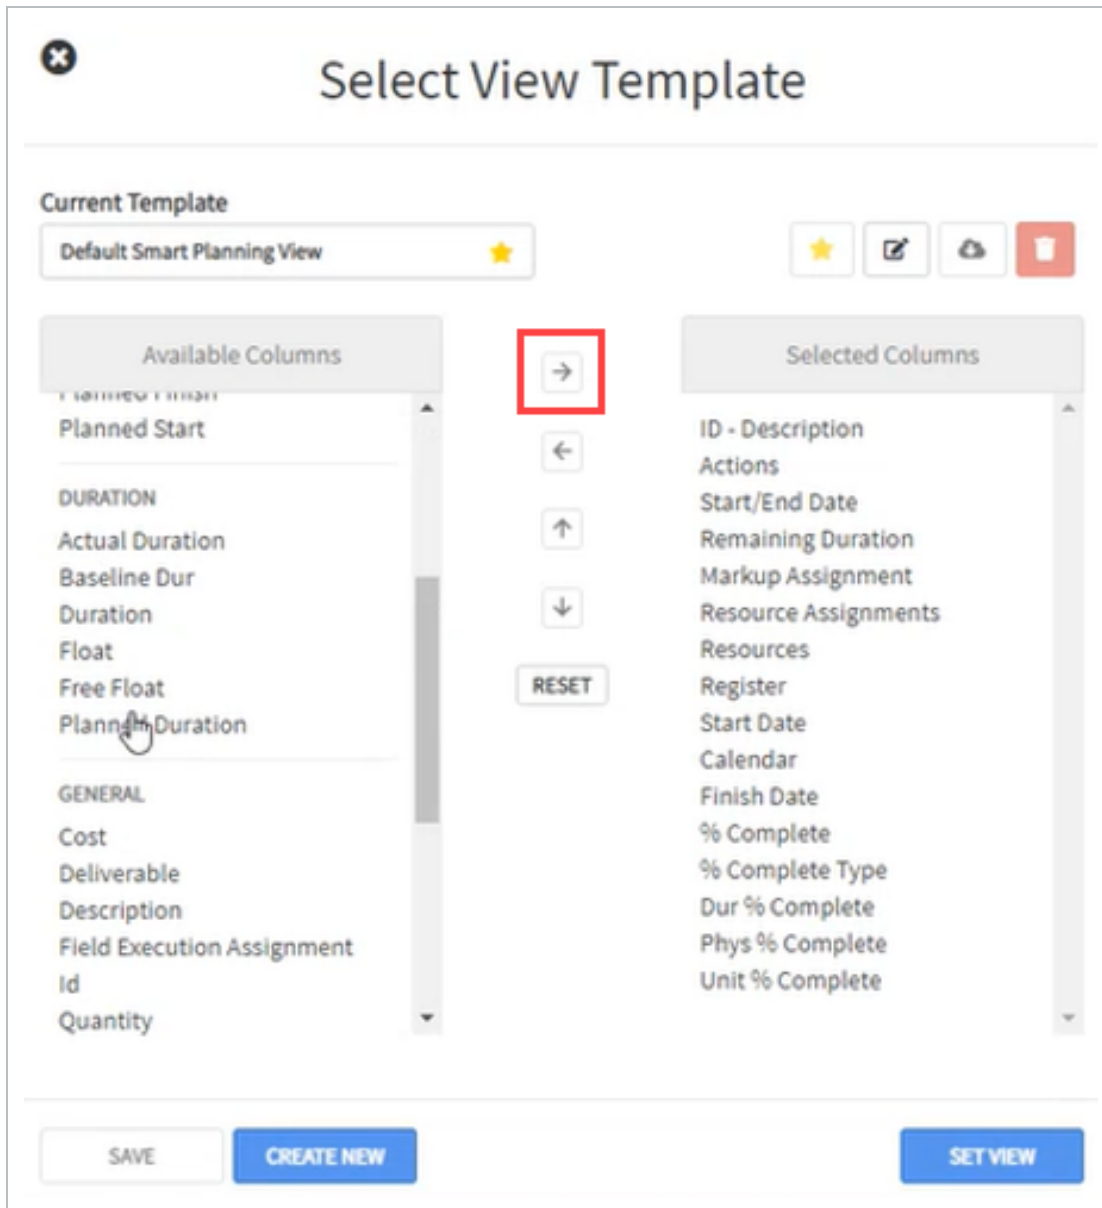 Select View Template
Current Template
Default Smart Planning View
Available Columns
Planned Finish
Planned Start
DURATION
Actual Duration
Baseline Dur
Duration
Float
Free Float
Planned Duration
GENERAL
Cost
Deliverable
Description
Field Execution Assignment
Id
Quantity
RESET
Selected Columns
ID - Description
Actions
Start/End Date
Remaining Duration
Markup Assignment
Resource Assignments
Resources
Register
Start Date
Calendar
Finish Date
% Complete
% Complete Type
Dur % Complete
Phys % Complete
Unit % Complete
SAVE
CREATE NEW
SET VIEW